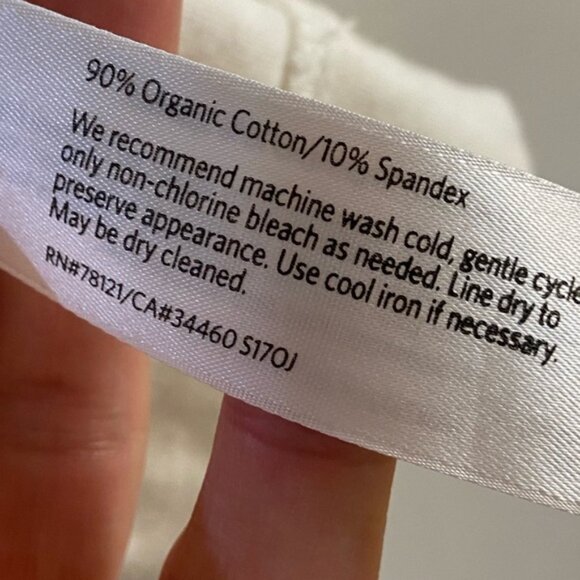 90% Organic Cotton/10% Spandex
We recommend machine wash cold, gentle cycle
only non-chlorine bleach as needed. Line dry to
preserve appearance. Use cool iron if necessary.
May be dry cleaned.
RN#78121/CA#34460 S17OJ